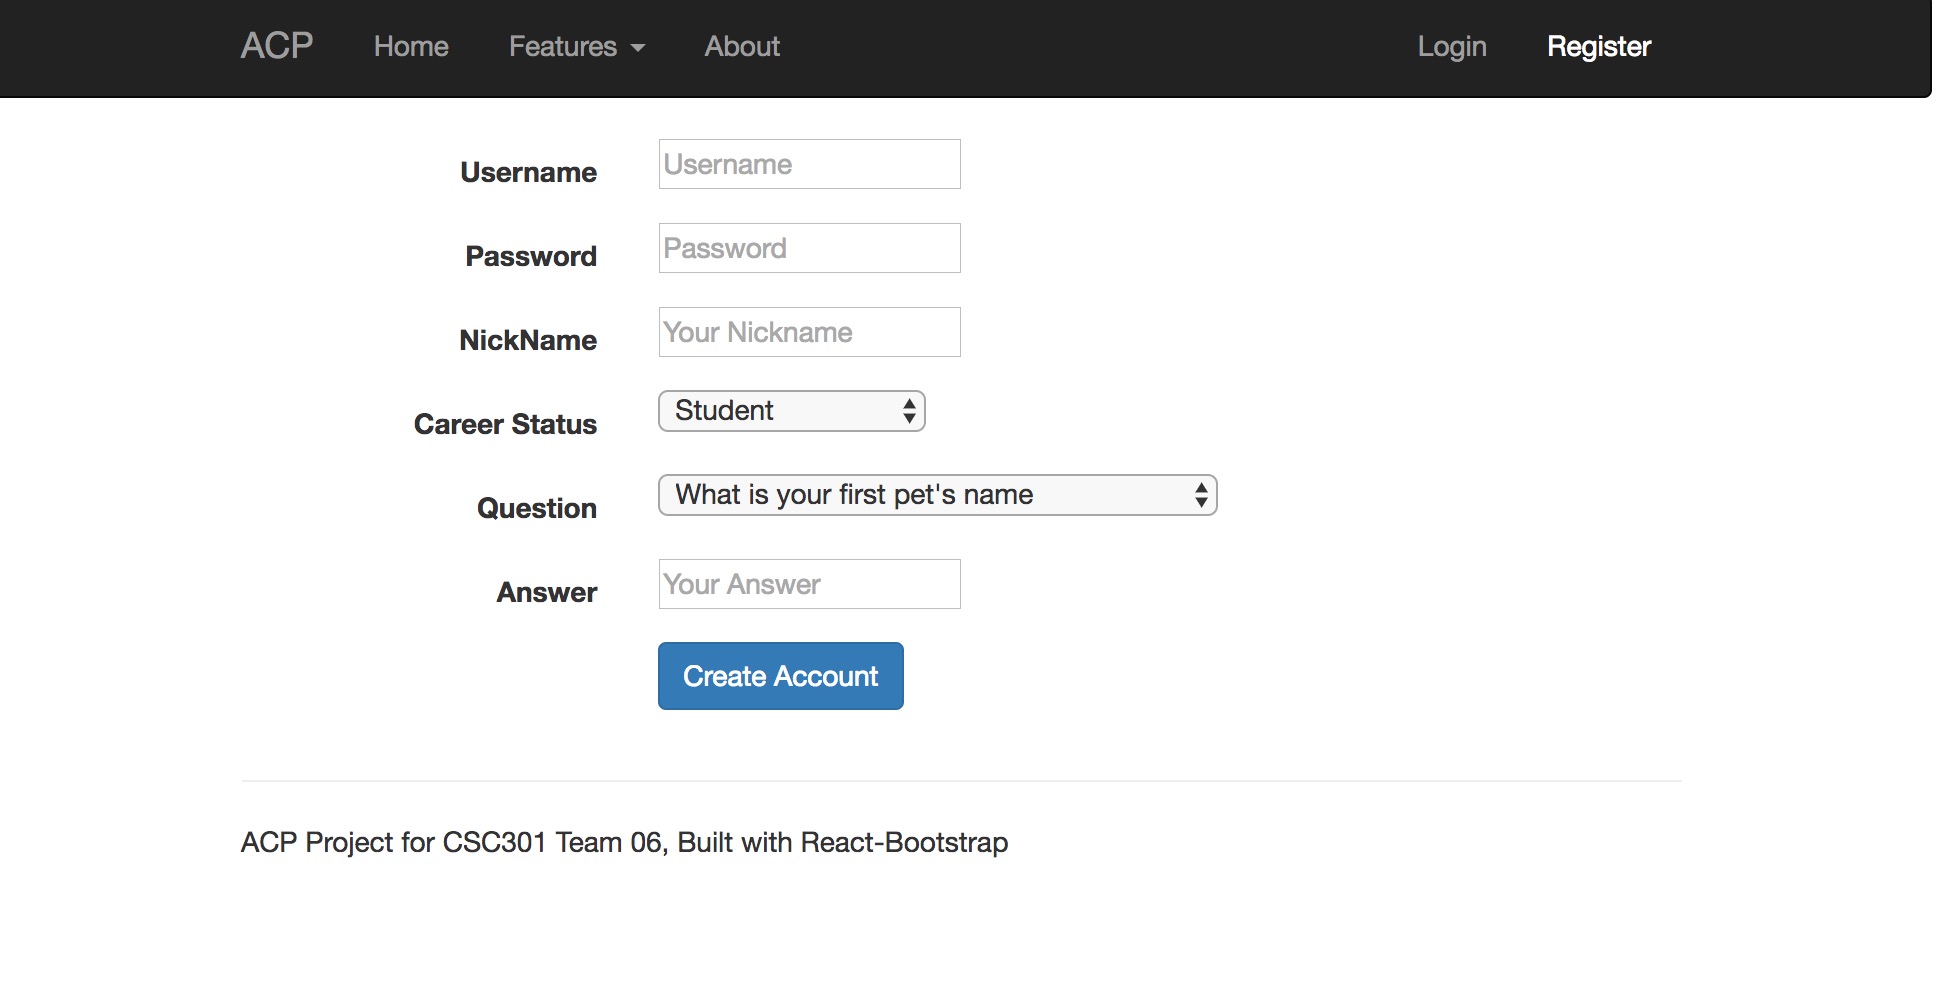 ACP Home Features About Login Register
Username Username
Password Password
NickName Your Nickname
Career Status Student
Question What is your first pet's name
Answer Your Answer
Create Account
ACP Project for CSC301 Team 06, Built with React-Bootstrap